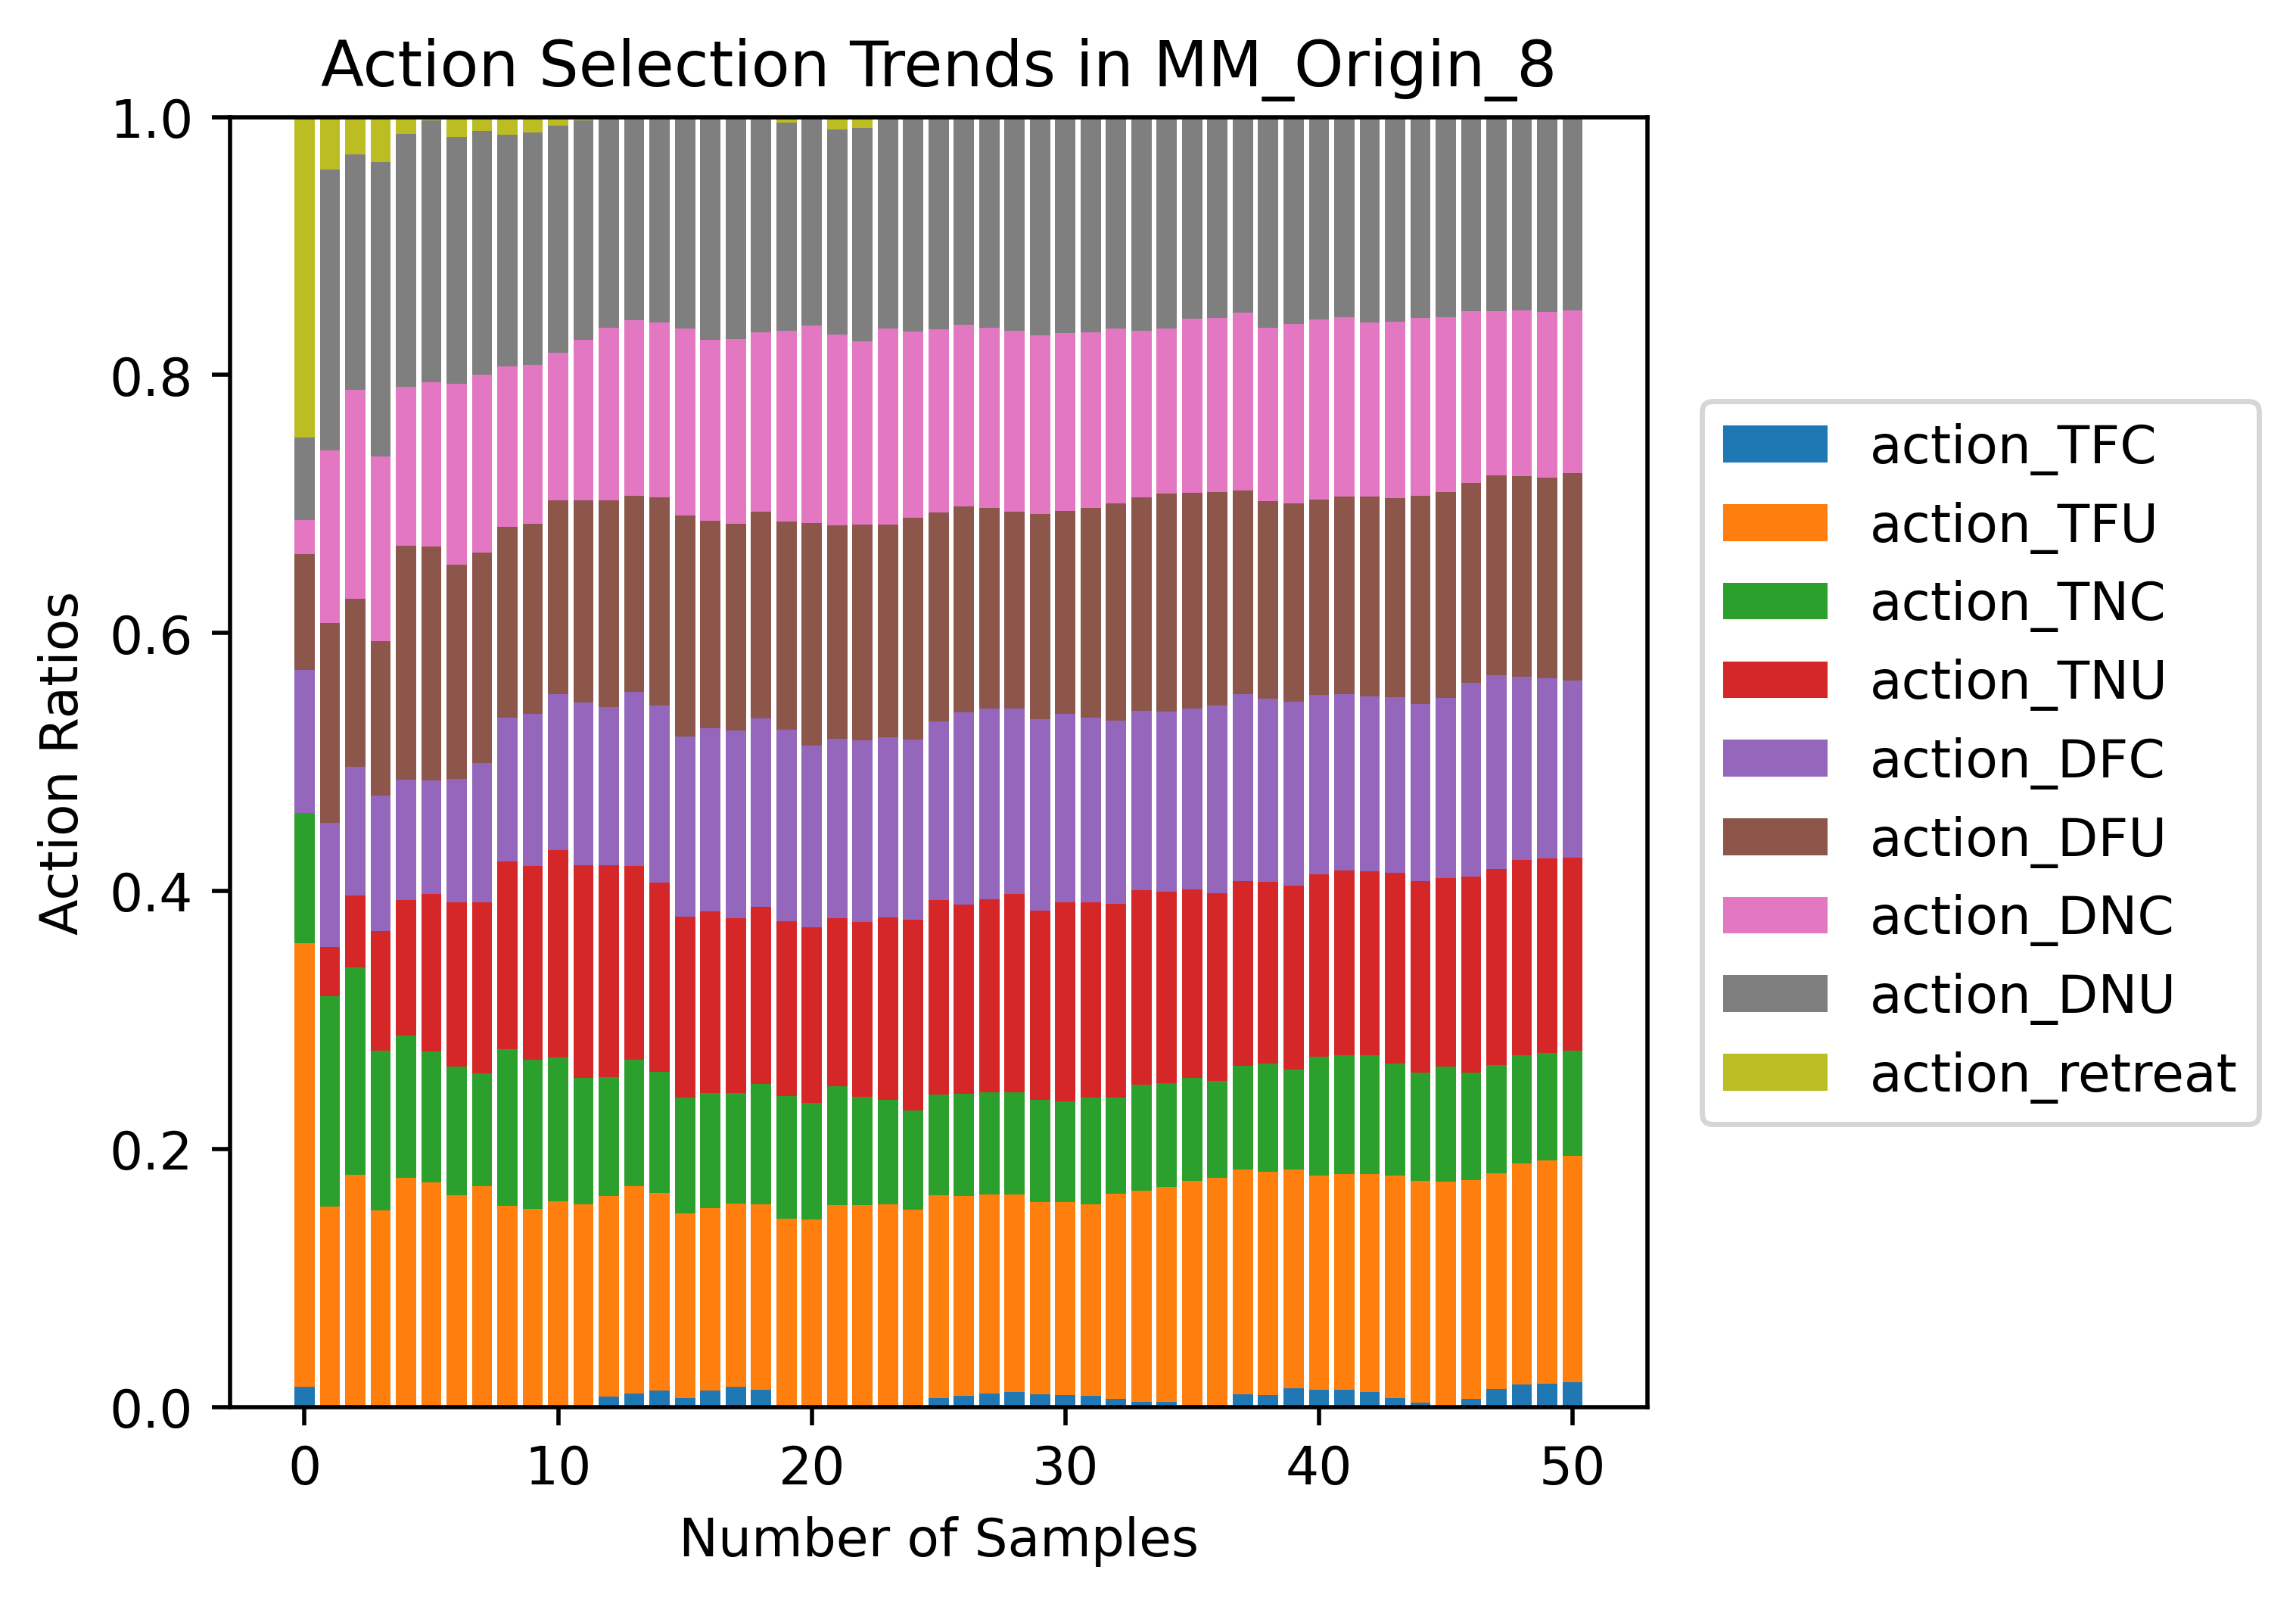 Action Selection Trends in MM_Origin_8
1.0
0.8
0.6
0.4
0.2
0.0
Action Ratios
0 10 20 30 40 50
Number of Samples
action_TFC
action_TFU
action_TNC
action_TNU
action_DFC
action_DFU
action_DNC
action_DNU
action_retreat